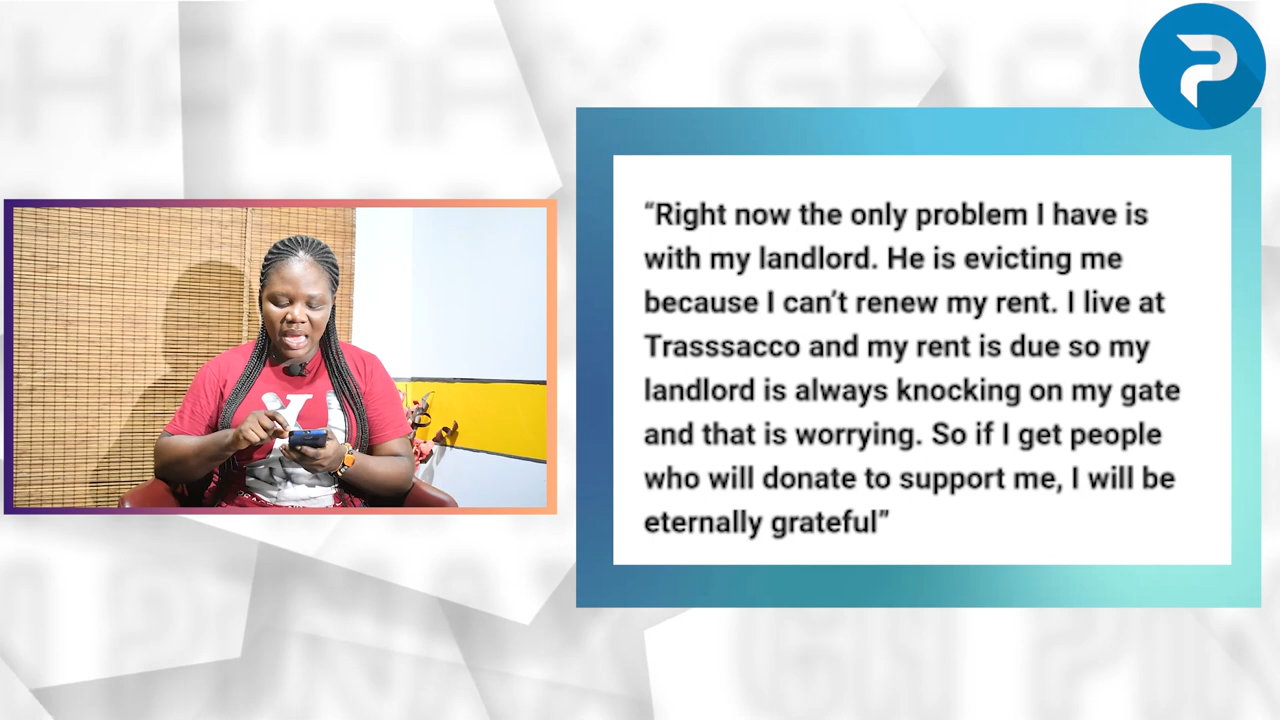 “Right now the only problem I have is
with my landlord. He is evicting me
because I can’t renew my rent. I live at
Trasssacco and my rent is due so my
landlord is always knocking on my gate
and that is worrying. So if I get people
who will donate to support me, I will be
eternally grateful”